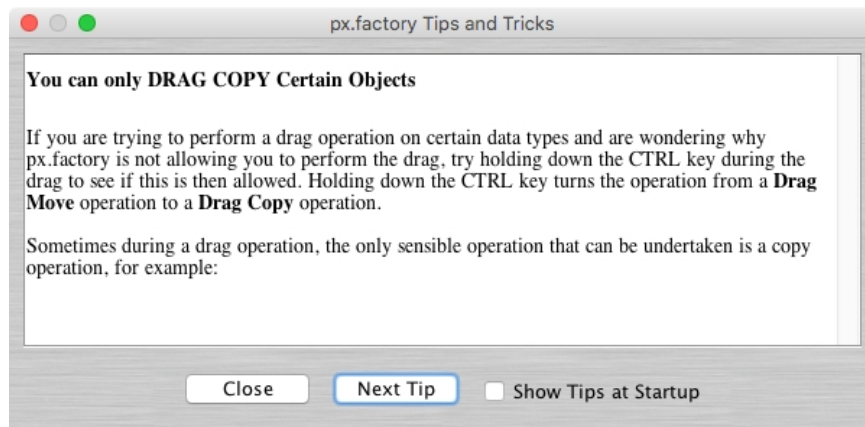 px.factory Tips and Tricks
You can only DRAG COPY Certain Objects
If you are trying to perform a drag operation on certain data types and are wondering why
px.factory is not allowing you to perform the drag, try holding down the CTRL key during the
drag to see if this is then allowed. Holding down the CTRL key turns the operation from a Drag
Move operation to a Drag Copy operation.
Sometimes during a drag operation, the only sensible operation that can be undertaken is a copy
operation, for example:
Close
Next Tip
Show Tips at Startup